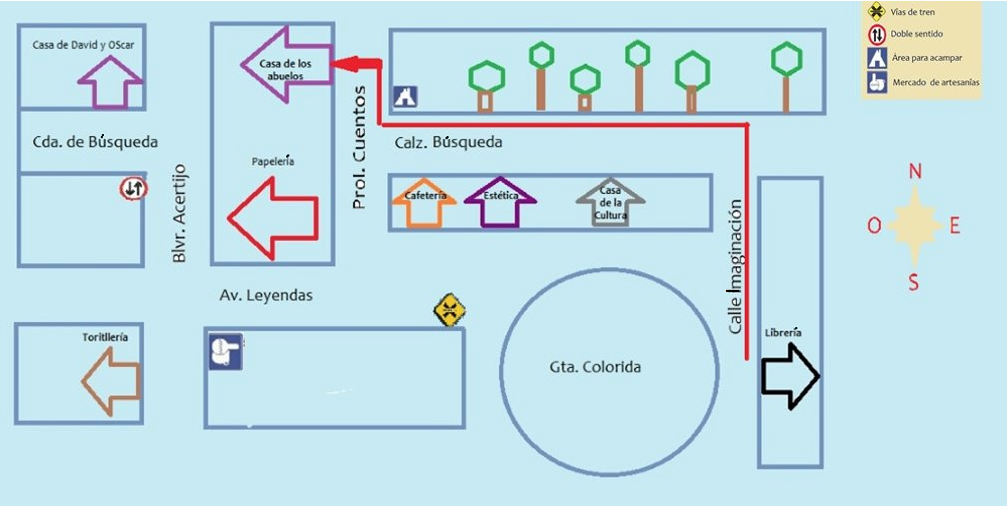 Vías de tren
Doble sentido
Área para acampar
Mercado de artesanías
Casa de David y OScar
Casa de los
abuelos
Cda. de Búsqueda
Prol. Cuentos
Calz. Búsqueda
Papelería
Blvr. Acertijo
Cafetería
Estética
Casa
de la
Cultura
Calle Imaginación
N
O
E
S
Av. Leyendas
Toritllería
Librería
Gta. Colorida